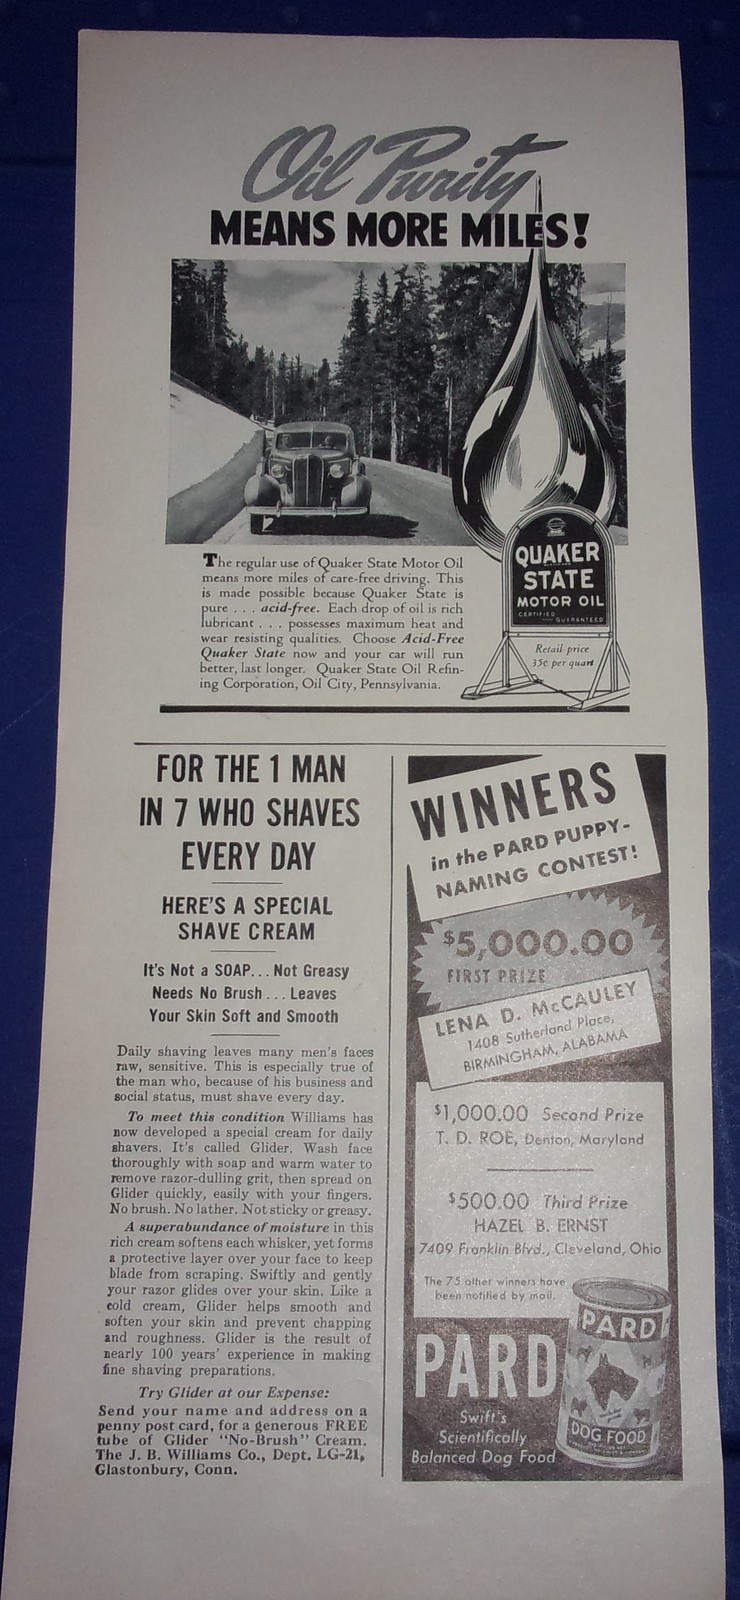 Oil Purity
MEANS MORE MILES!
The regular use of Quaker State Motor Oil
means more miles of care-free driving. This
is made possible because Quaker State is
pure . . . acid-free. Each drop of oil is rich
lubricant . . . possesses maximum heat and
wear resisting qualities. Choose Acid-Free
Quaker State now and your car will run
better, last longer. Quaker State Oil Refin-
ing Corporation, Oil City, Pennsylvania.
QUAKER
STATE
MOTOR OIL
CERTIFIED
GUARANTEED
Retail price
35¢ per quart
FOR THE 1 MAN
IN 7 WHO SHAVES
EVERY DAY
HERE'S A SPECIAL
SHAVE CREAM
It's Not a SOAP... Not Greasy
Needs No Brush... Leaves
Your Skin Soft and Smooth
Daily shaving leaves many men's faces
raw, sensitive. This is especially true of
the man who, because of his business and
social status, must shave every day.
To meet this condition Williams has
now developed a special cream for daily
shavers. It's called Glider. Wash face
thoroughly with soap and warm water to
remove razor-dulling grit, then spread on
Glider quickly, easily with your fingers.
No brush. No lather. Not sticky or greasy.
A superabundance of moisture in this
rich cream softens each whisker, yet forms
a protective layer over your face to keep
blade from scraping. Swiftly and gently
your razor glides over your skin. Like a
cold cream, Glider helps smooth and
soften your skin and prevent chapping
and roughness. Glider is the result of
nearly 100 years' experience in making
fine shaving preparations.
Try Glider at our Expense:
Send your name and address on a
penny post card, for a generous FREE
tube of Glider "No-Brush" Cream.
The J. B. Williams Co., Dept. LG-21,
Glastonbury, Conn.
WINNERS
in the PARD PUPPY-
NAMING CONTEST!
$5,000.00
FIRST PRIZE
LENA D. McCAULEY
1408 Sutherland Place,
BIRMINGHAM, ALABAMA
$1,000.00 Second Prize
T. D. ROE, Denton, Maryland
$500.00 Third Prize
HAZEL B. ERNST
7409 Franklin Blvd., Cleveland, Ohio
The 75 other winners have
been notified by mail.
PARD
Swift's
Scientifically
Balanced Dog Food
PARD
DOG FOOD